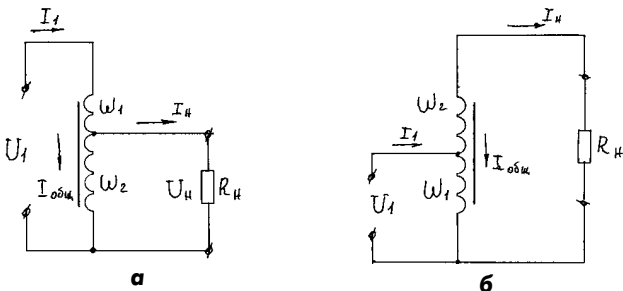 I₁
ω₁
Iн
U₁
Iобщ
ω₂
Uн
Rн
а
Iн
ω₂
I₁
Iобщ
Rн
U₁
ω₁
б